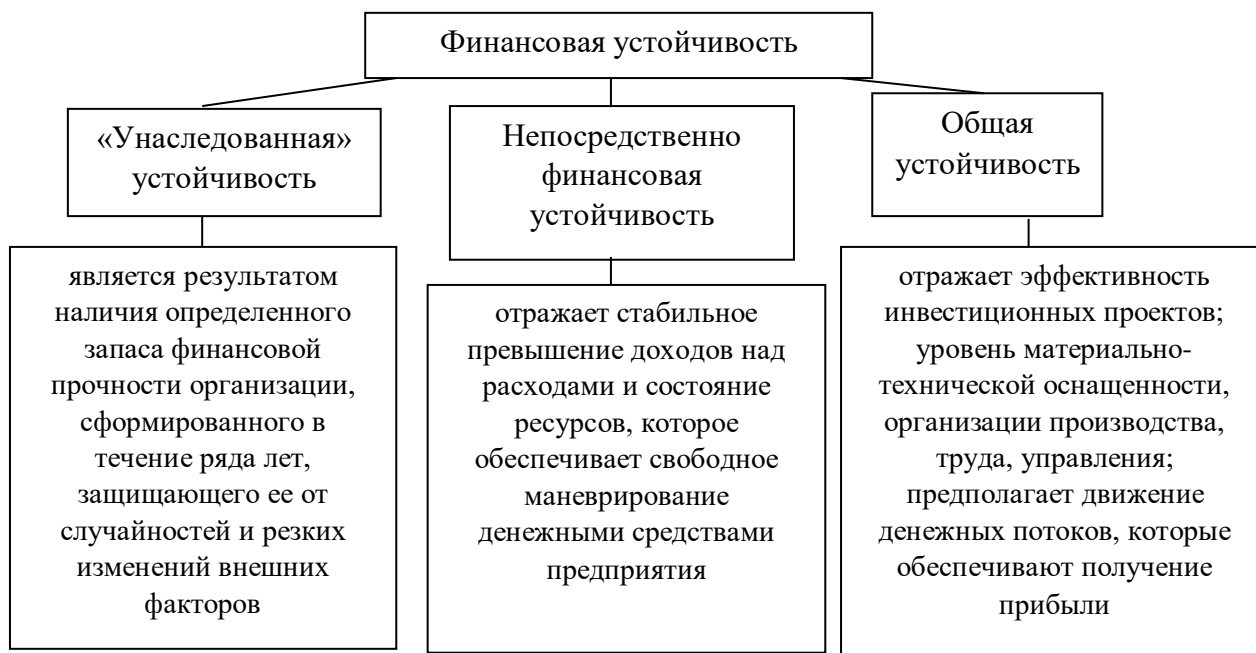 Финансовая устойчивость
«Унаследованная»
устойчивость
Непосредственно
финансовая
устойчивость
Общая
устойчивость
является результатом
наличия определенного
запаса финансовой
прочности организации,
сформированного в
течение ряда лет,
защищающего ее от
случайностей и резких
изменений внешних
факторов
отражает стабильное
превышение доходов над
расходами и состояние
ресурсов, которое
обеспечивает свободное
маневрирование
денежными средствами
предприятия
отражает эффективность
инвестиционных проектов;
уровень материально-
технической оснащенности,
организации производства,
труда, управления;
предполагает движение
денежных потоков, которые
обеспечивают получение
прибыли